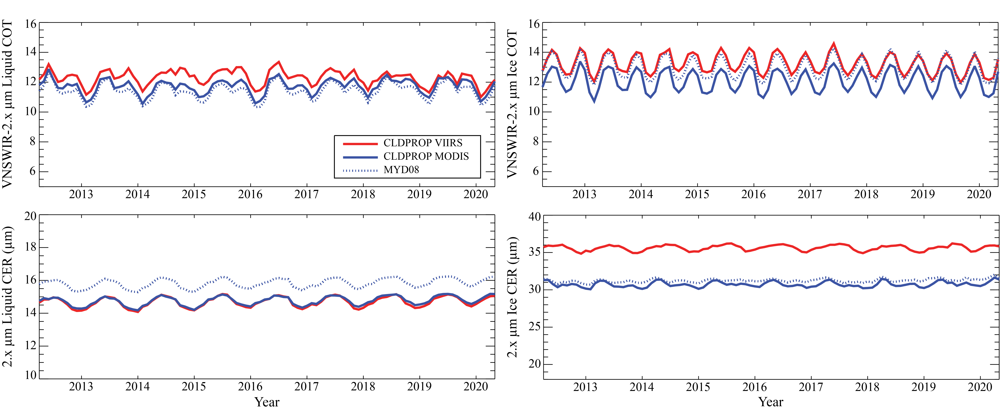 VNSWIR-2.x µm Liquid COT
16
14
12
10
8
6
CLDPROP VIIRS
CLDPROP MODIS
MYD08
2013 2014 2015 2016 2017 2018 2019 2020
VNSWIR-2.x µm Ice COT
16
14
12
10
8
6
2013 2014 2015 2016 2017 2018 2019 2020
2.x µm Liquid CER (µm)
20
18
16
14
12
10
2013 2014 2015 2016 2017 2018 2019 2020
Year
2.x µm Ice CER (µm)
40
35
30
25
20
2013 2014 2015 2016 2017 2018 2019 2020
Year